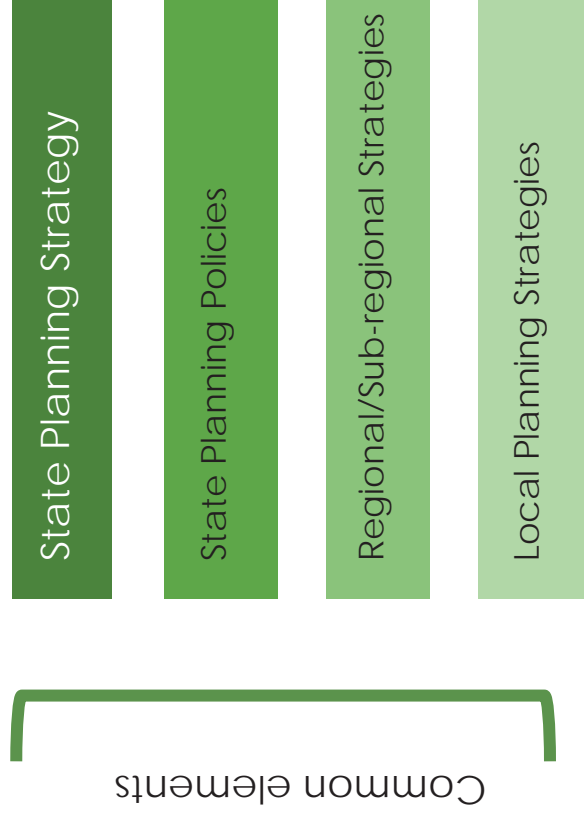 State Planning Strategy
State Planning Policies
Regional/Sub-regional Strategies
Local Planning Strategies
Common elements